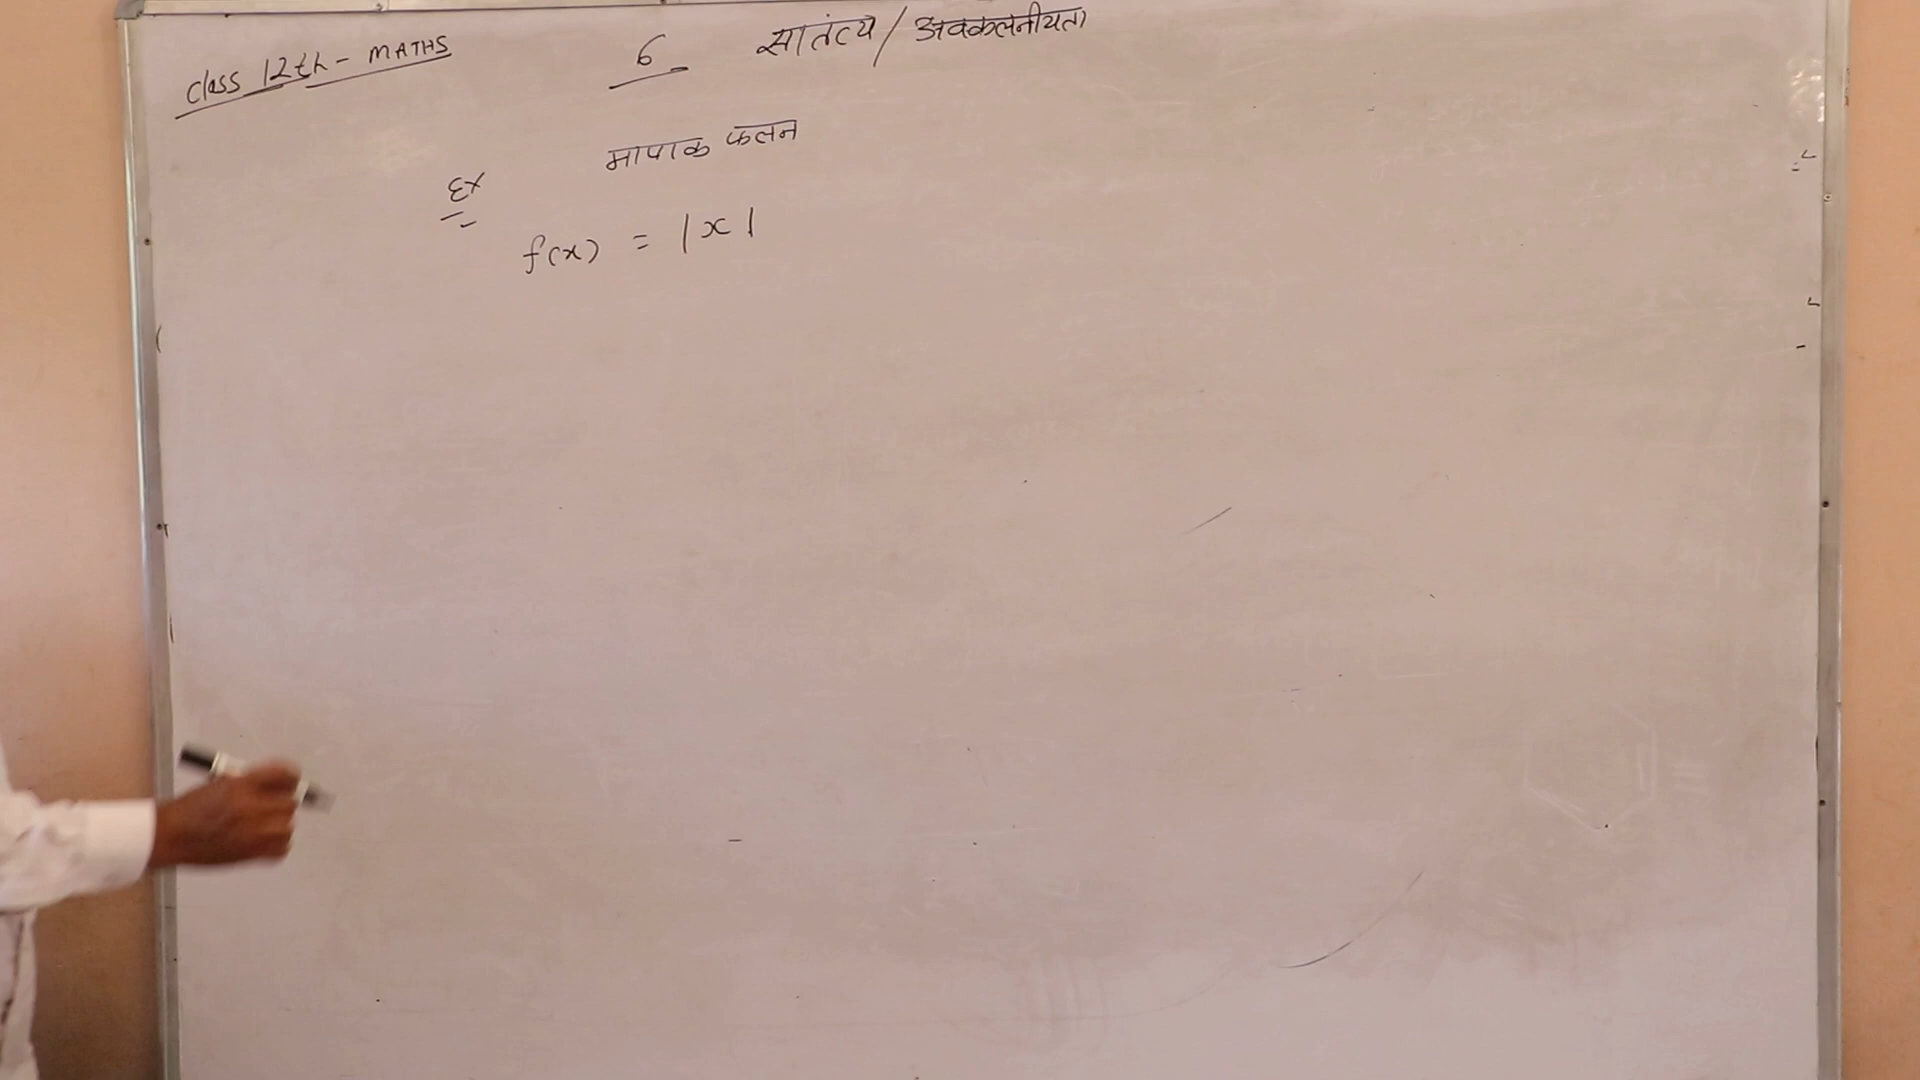 class 12th - MATHS 6 सातंत्य / अवकलनीयता
मापाक फलन
Ex
f(x) = |x|